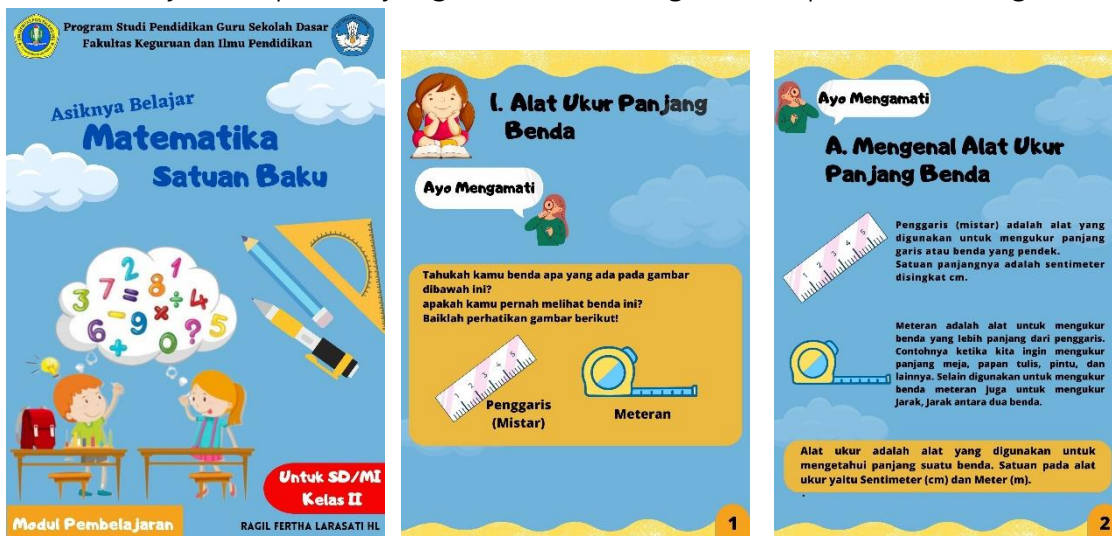 Program Studi Pendidikan Guru Sekolah Dasar
Fakultas Keguruan dan Ilmu Pendidikan
Asiknya Belajar
Matematika
Satuan Baku
Untuk SD/MI
Kelas II
Modul Pembelajaran
RAGIL FERTHA LARASATI HL
I. Alat Ukur Panjang
Benda
Ayo Mengamati
Tahukah kamu benda apa yang ada pada gambar
dibawah ini?
apakah kamu pernah melihat benda ini?
Baiklah perhatikan gambar berikut!
Penggaris
(Mistar)
Meteran
1
Ayo Mengamati
A. Mengenal Alat Ukur
Panjang Benda
Penggaris (mistar) adalah alat yang
digunakan untuk mengukur panjang
garis atau benda yang pendek.
Satuan panjangnya adalah sentimeter
disingkat cm.
Meteran adalah alat untuk mengukur
benda yang lebih panjang dari penggaris.
Contohnya ketika kita ingin mengukur
panjang meja, papan tulis, pintu, dan
lainnya. Selain digunakan untuk mengukur
benda meteran juga untuk mengukur
Jarak, Jarak antara dua benda.
Alat ukur adalah alat yang digunakan untuk
mengetahui panjang suatu benda. Satuan pada alat
ukur yaitu Sentimeter (cm) dan Meter (m).
.
2